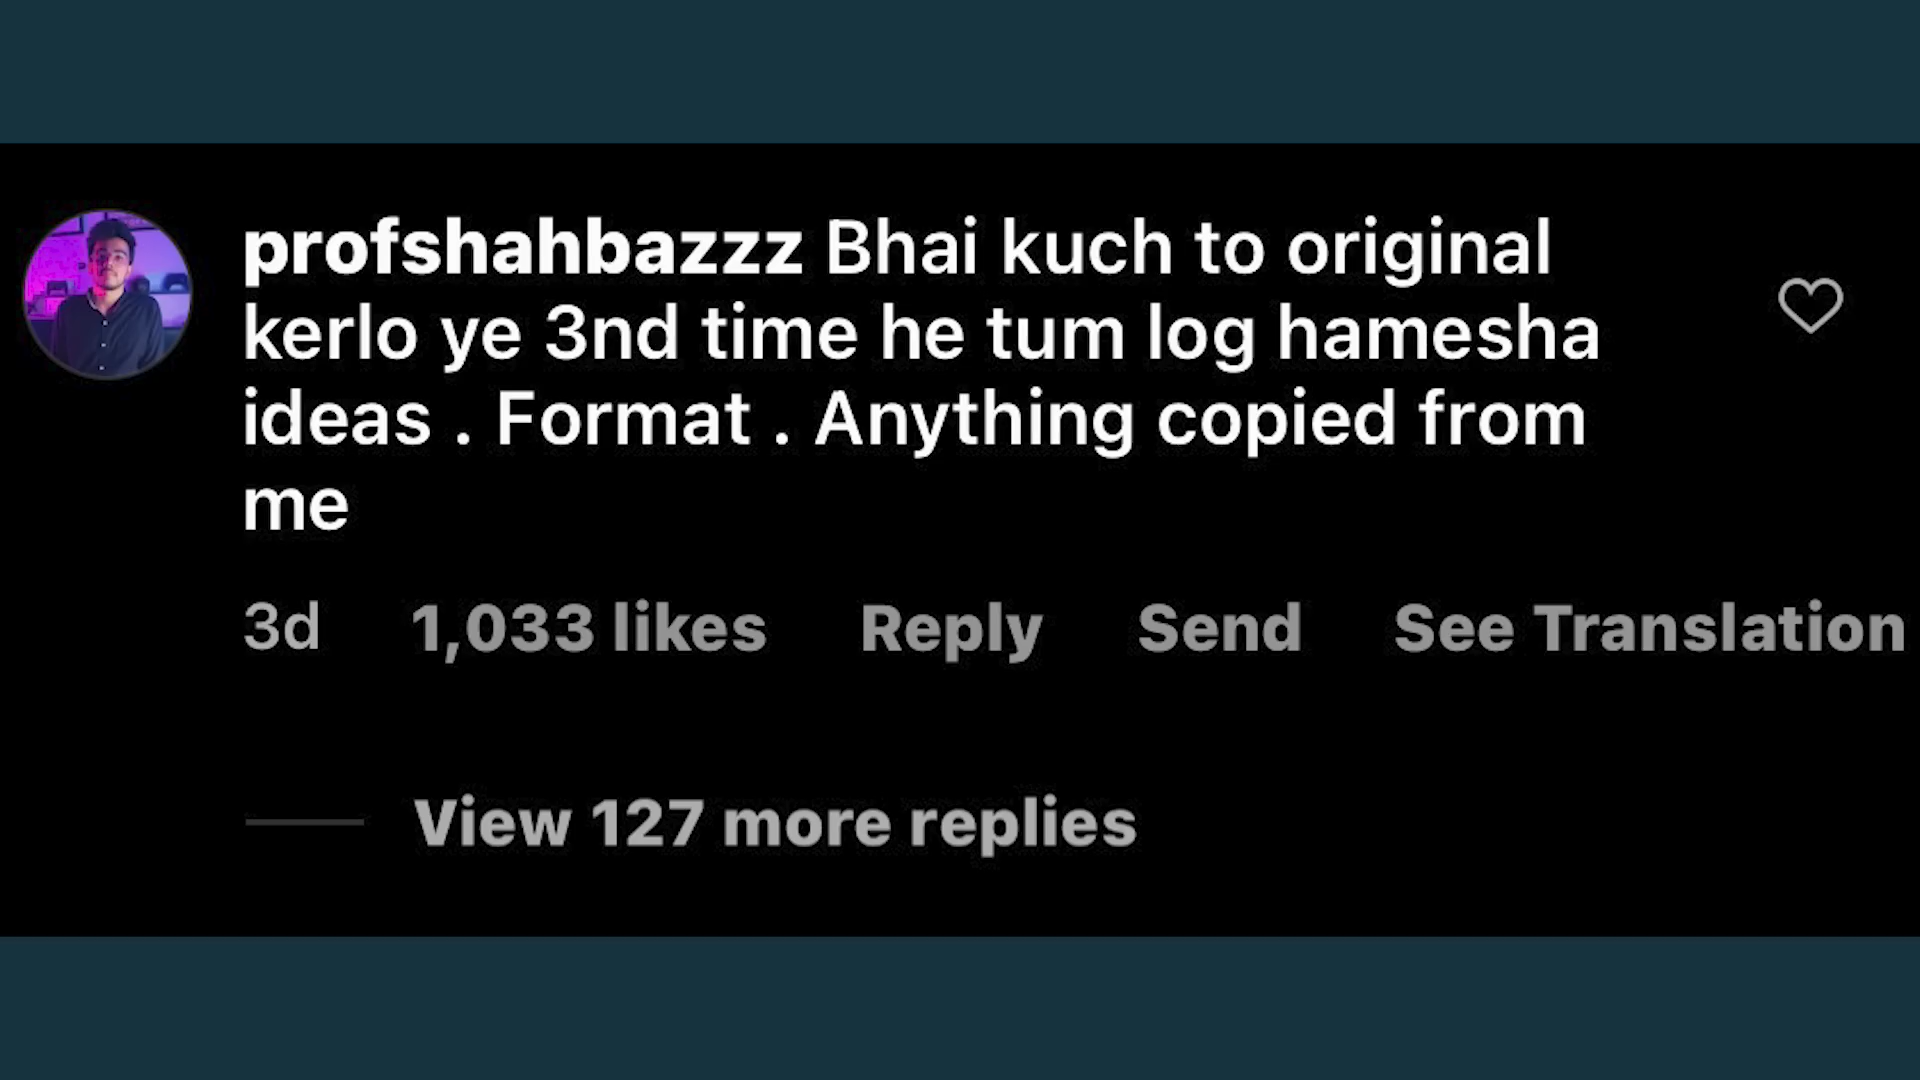 profshahbazzz Bhai kuch to original
kerlo ye 3nd time he tum log hamesha
ideas . Format . Anything copied from
me
3d 1,033 likes Reply Send See Translation
View 127 more replies